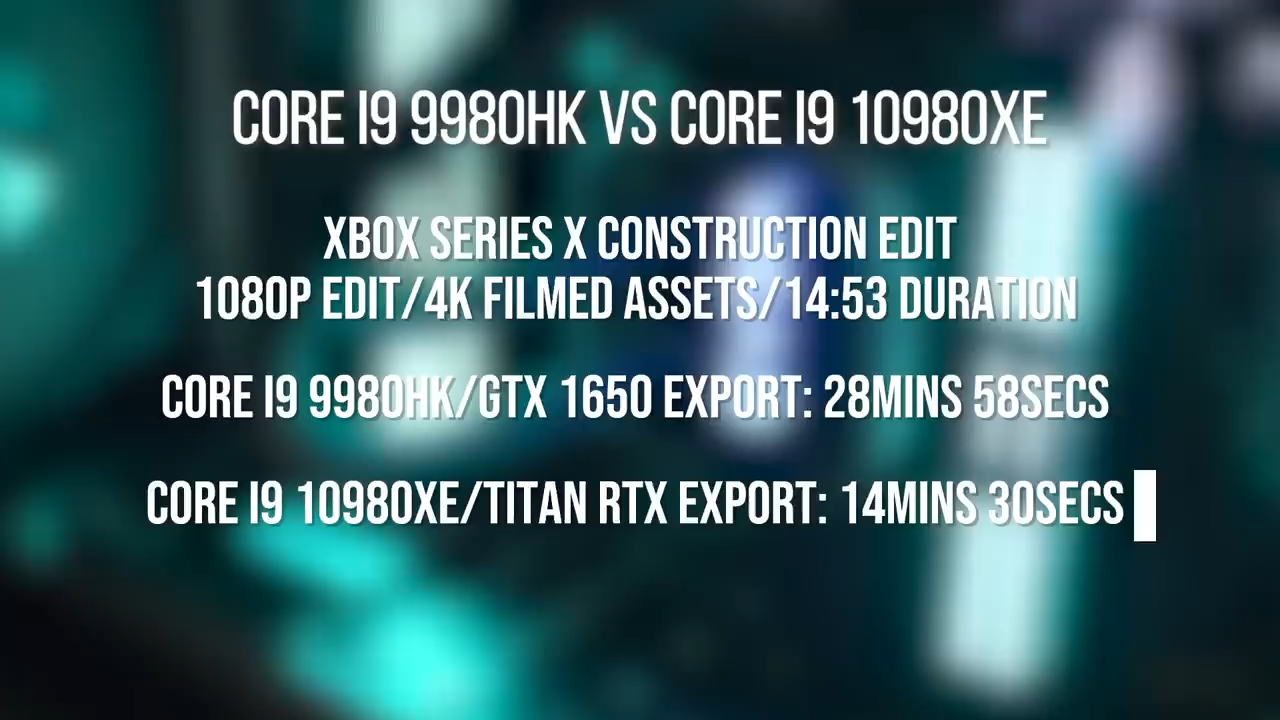 CORE I9 9980HK VS CORE I9 10980XE
XBOX SERIES X CONSTRUCTION EDIT
1080P EDIT/4K FILMED ASSETS/14:53 DURATION
CORE I9 9980HK/GTX 1650 EXPORT: 28MINS 58SECS
CORE I9 10980XE/TITAN RTX EXPORT: 14MINS 30SECS